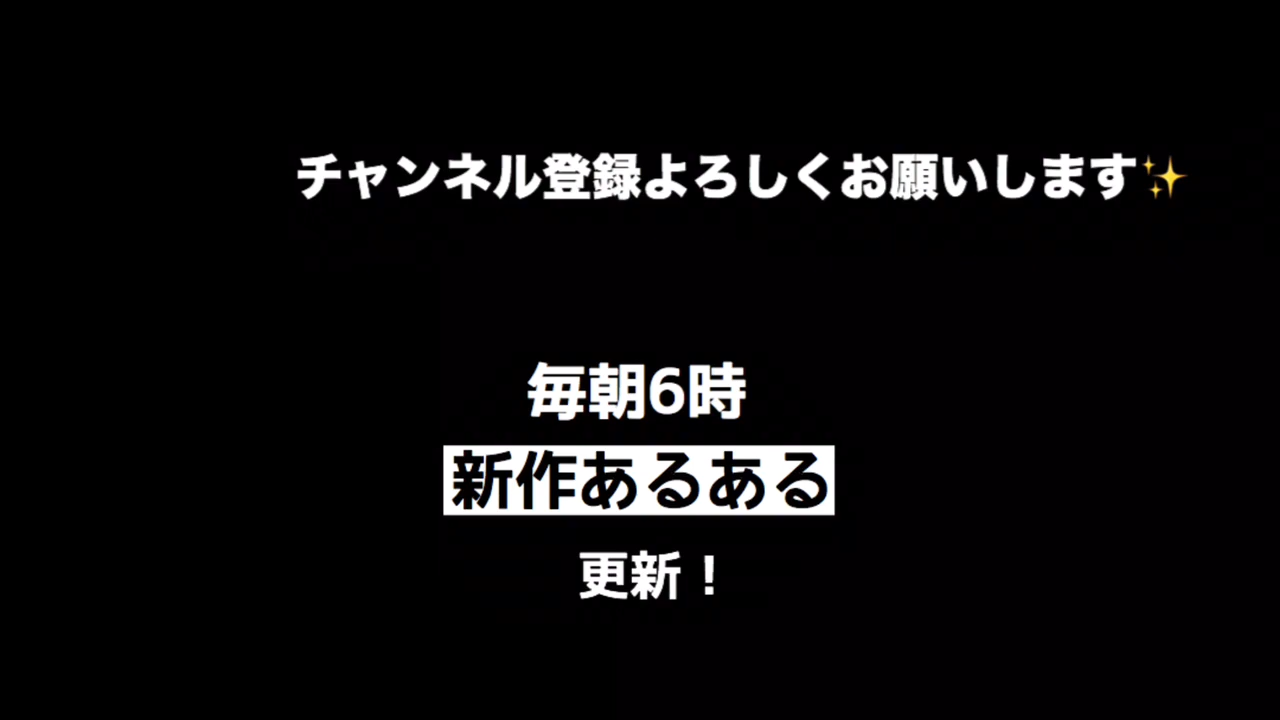 チャンネル登録よろしくお願いします✨
毎朝6時
新作あるある
更新！